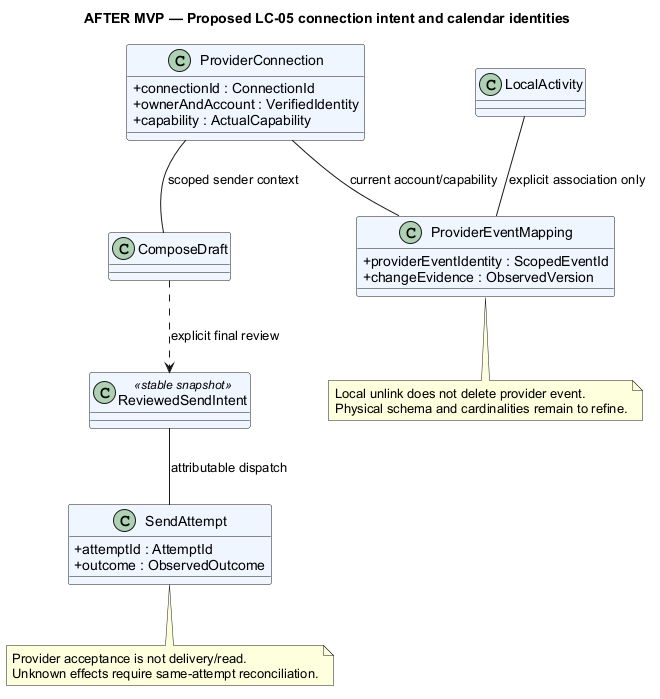 AFTER MVP — Proposed LC-05 connection intent and calendar identities
C ProviderConnection
+connectionId : ConnectionId
+ownerAndAccount : VerifiedIdentity
+capability : ActualCapability
C LocalActivity
scoped sender context
current account/capability
explicit association only
C ComposeDraft
C ProviderEventMapping
+providerEventIdentity : ScopedEventId
+changeEvidence : ObservedVersion
explicit final review
C «stable snapshot»
ReviewedSendIntent
Local unlink does not delete provider event.
Physical schema and cardinalities remain to refine.
attributable dispatch
C SendAttempt
+attemptId : AttemptId
+outcome : ObservedOutcome
Provider acceptance is not delivery/read.
Unknown effects require same-attempt reconciliation.